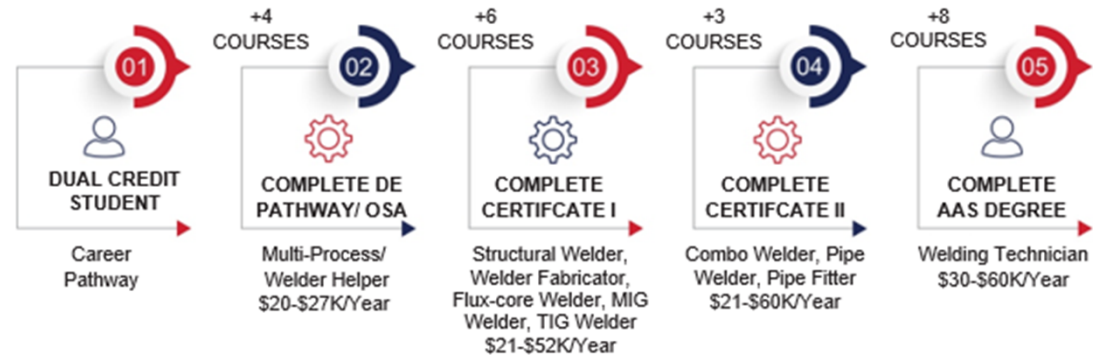 01
DUAL CREDIT
STUDENT
Career
Pathway
+4
COURSES
02
COMPLETE DE
PATHWAY/ OSA
Multi-Process/
Welder Helper
$20-$27K/Year
+6
COURSES
03
COMPLETE
CERTIFCATE I
Structural Welder,
Welder Fabricator,
Flux-core Welder, MIG
Welder, TIG Welder
$21-$52K/Year
+3
COURSES
04
COMPLETE
CERTIFCATE II
Combo Welder, Pipe
Welder, Pipe Fitter
$21-$60K/Year
+8
COURSES
05
COMPLETE
AAS DEGREE
Welding Technician
$30-$60K/Year